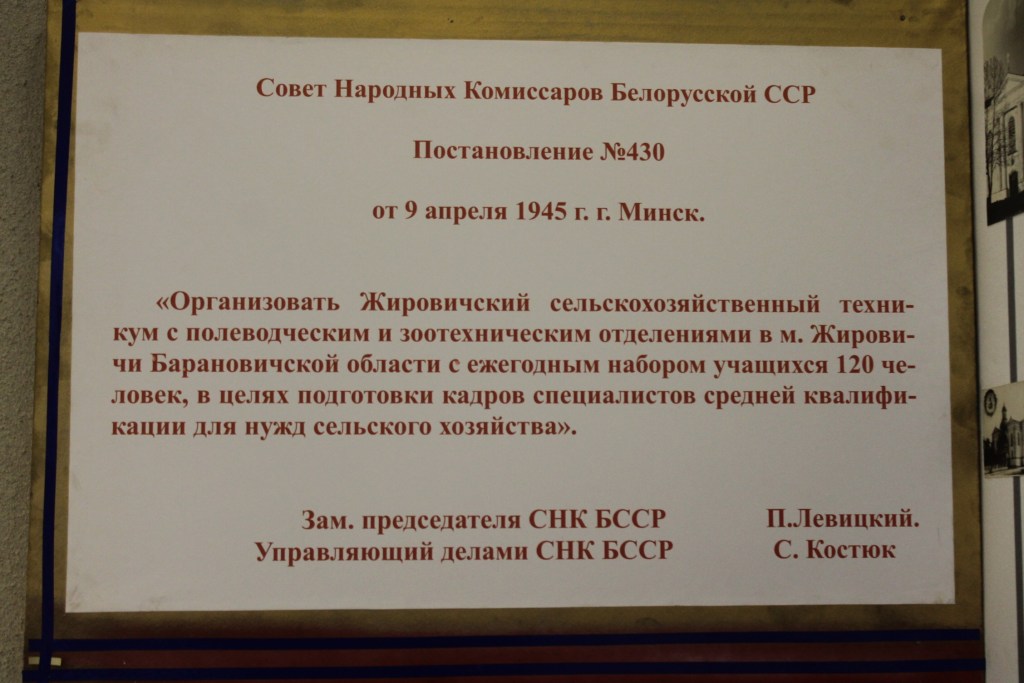 Совет Народных Комиссаров Белорусской ССР
Постановление №430
от 9 апреля 1945 г. г. Минск.
«Организовать Жировичский сельскохозяйственный техни-
кум с полеводческим и зоотехническим отделениями в м. Жирови-
чи Барановичской области с ежегодным набором учащихся 120 че-
ловек, в целях подготовки кадров специалистов средней квалифи-
кации для нужд сельского хозяйства».
Зам. председателя СНК БССР П.Левицкий.
Управляющий делами СНК БССР С. Костюк